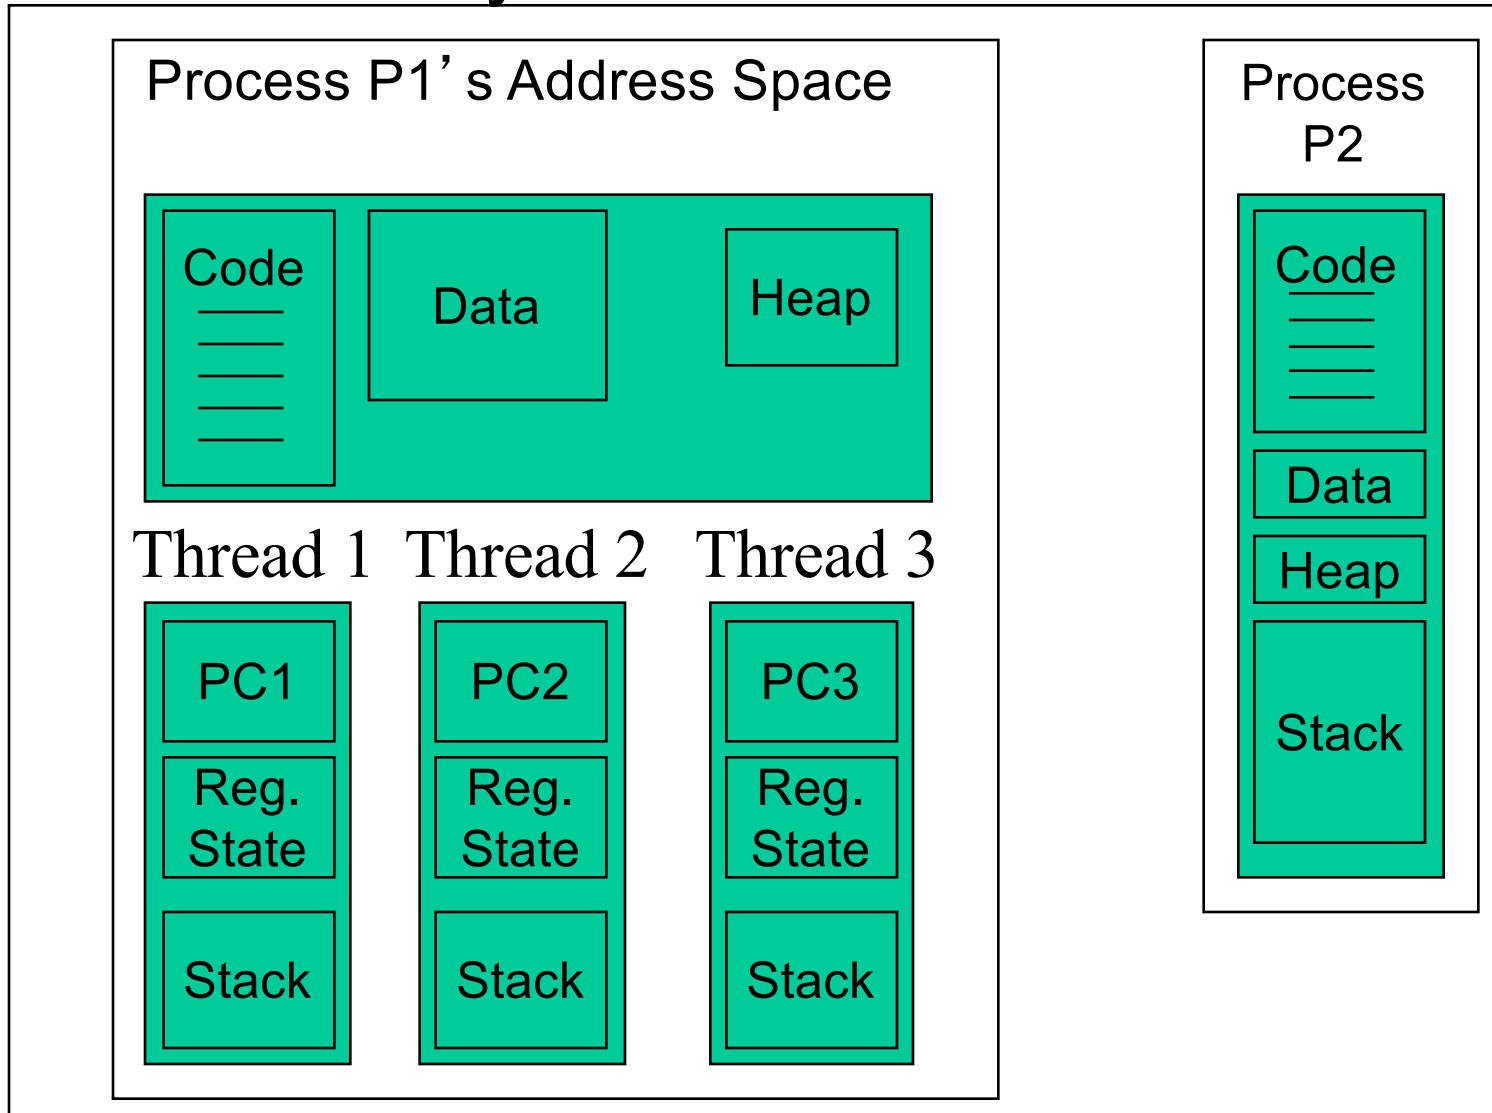 Process P1’s Address Space
Code
Data
Heap
Thread 1 Thread 2 Thread 3
PC1
Reg.
State
Stack
PC2
Reg.
State
Stack
PC3
Reg.
State
Stack
Process
P2
Code
Data
Heap
Stack